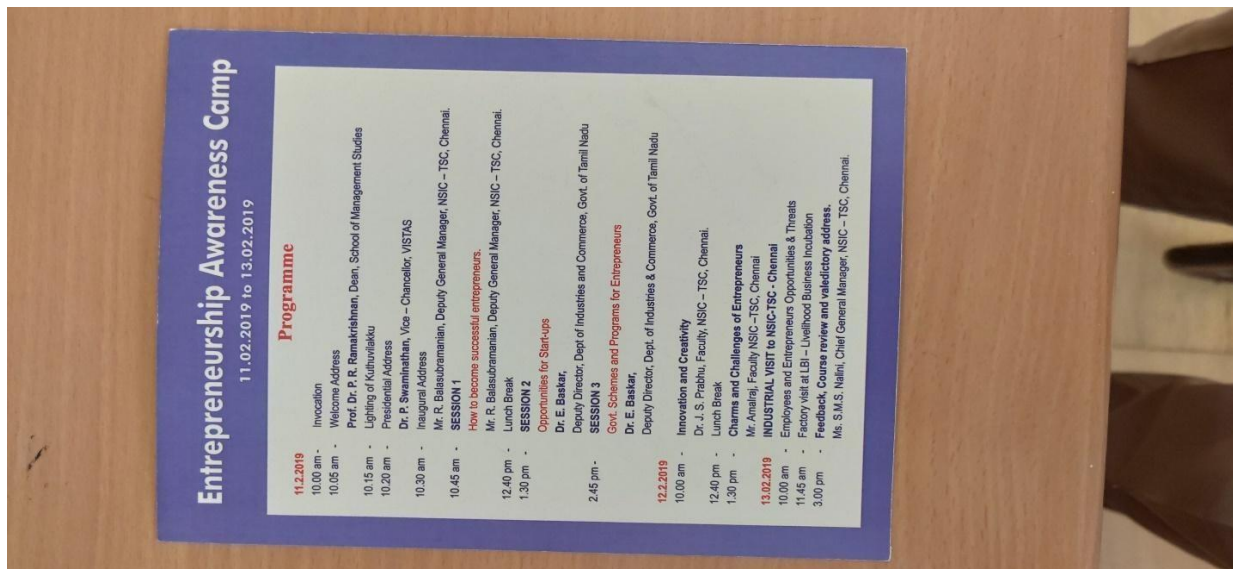 Entrepreneurship Awareness Camp
11.02.2019 to 13.02.2019
Programme
11.2.2019
10.00 am - Invocation
10.05 am - Welcome Address
Prof. Dr. P. R. Ramakrishnan, Dean, School of Management Studies
10.15 am - Lighting of Kuthuvilakku
10.20 am - Presidential Address
Dr. P. Swaminathan, Vice – Chancellor, VISTAS
10.30 am - Inaugural Address
Mr. R. Balasubramanian, Deputy General Manager, NSIC – TSC, Chennai.
10.45 am - SESSION 1
How to become successful entrepreneurs.
Mr. R. Balasubramanian, Deputy General Manager, NSIC – TSC, Chennai.
12.40 pm - Lunch Break
1.30 pm - SESSION 2
Opportunities for Start-ups
Dr. E. Baskar,
Deputy Director, Dept of Industries and Commerce, Govt. of Tamil Nadu
2.45 pm - SESSION 3
Govt. Schemes and Programs for Entrepreneurs
Dr. E. Baskar,
Deputy Director, Dept. of Industries & Commerce, Govt. of Tamil Nadu
12.2.2019
10.00 am - Innovation and Creativity
Dr. J. S. Prabhu, Faculty, NSIC – TSC, Chennai.
12.40 pm - Lunch Break
1.30 pm - Charms and Challenges of Entrepreneurs
Mr. Amalraj, Faculty NSIC –TSC, Chennai
13.02.2019 INDUSTRIAL VISIT to NSIC-TSC - Chennai
10.00 am - Employees and Entrepreneurs Opportunities & Threats
11.45 am - Factory visit at LBI – Livelihood Business Incubation
3.00 pm - Feedback, Course review and valedictory address.
Ms. S.M.S. Nalini, Chief General Manager, NSIC – TSC, Chennai.